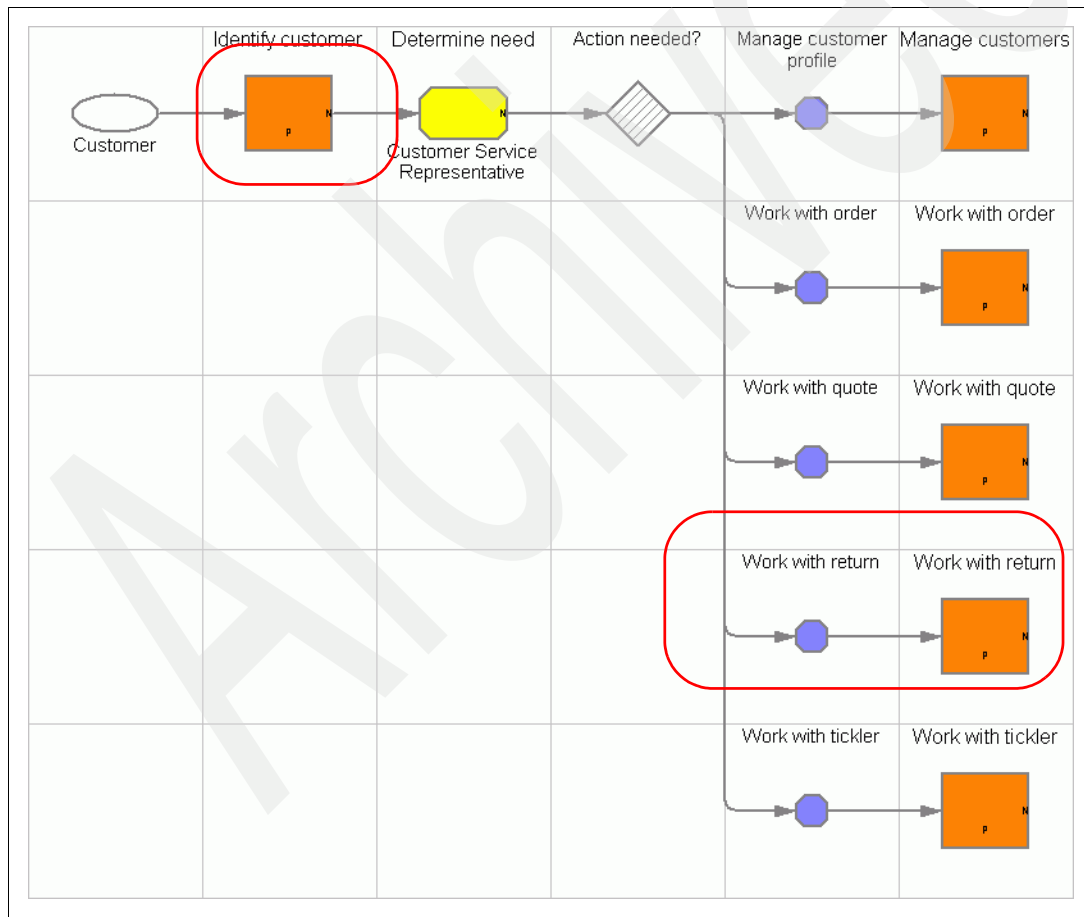 Identify customer
Determine need
Action needed?
Manage customer
profile
Manage customers
N
P
N
N
P
Customer
Customer Service
Representative
Work with order
Work with order
N
P
Work with quote
Work with quote
N
P
Work with return
Work with return
N
P
Work with tickler
Work with tickler
N
P
Archived